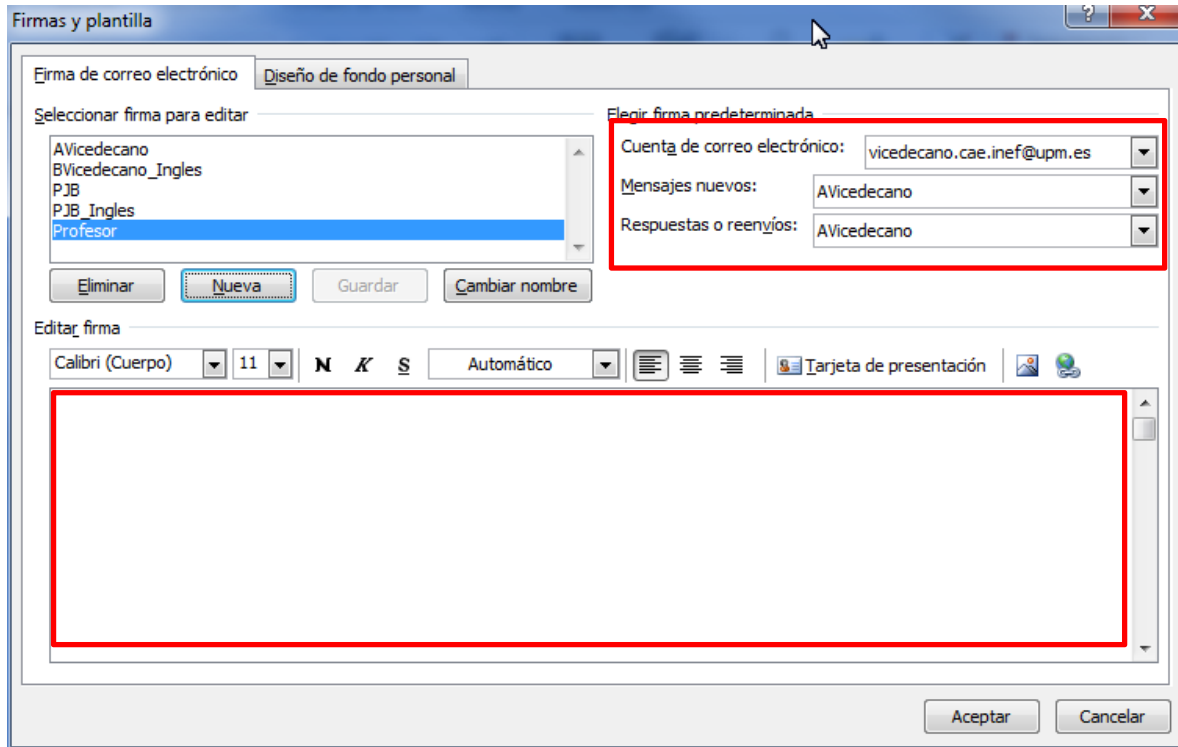 Firmas y plantilla
?
X
Firma de correo electrónico Diseño de fondo personal
Seleccionar firma para editar
AVicedecano
BVicedecano_Ingles
PJB
PJB_Ingles
Profesor
Eliminar Nueva Guardar Cambiar nombre
Elegir firma predeterminada
Cuenta de correo electrónico: vicedecano.cae.inef@upm.es
Mensajes nuevos: AVicedecano
Respuestas o reenvíos: AVicedecano
Editar firma
Calibri (Cuerpo) 11 N K S Automático Tarjeta de presentación
Aceptar Cancelar